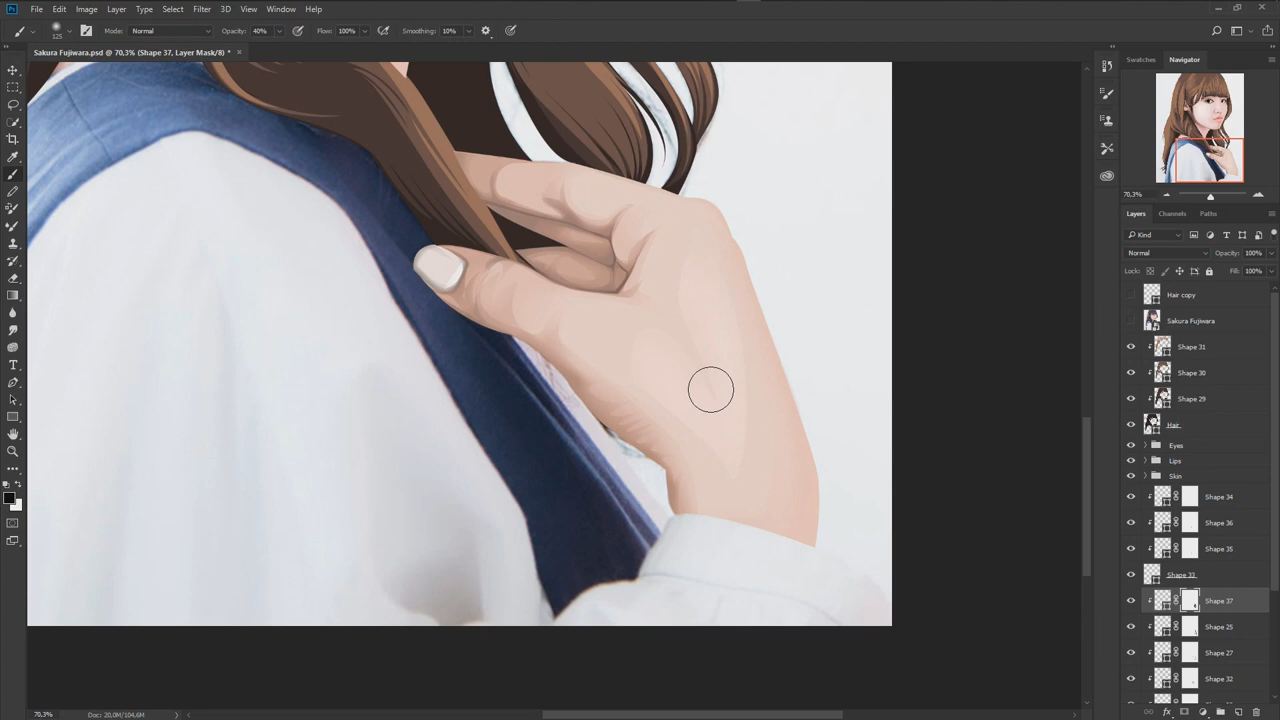 Ps File Edit Image Layer Type Select Filter 3D View Window Help
125 Mode: Normal Opacity: 40% Flow: 100% Smoothing: 10%
Sakura Fujiwara.psd @ 70,3% (Shape 37, Layer Mask/8) * ×
Swatches Navigator
70,3%
Layers Channels Paths
Kind
Normal Opacity: 100%
Lock: Fill: 100%
Hair copy
Sakura Fujiwara
Shape 31
Shape 30
Shape 29
Hair
Eyes
Lips
Skin
Shape 34
Shape 36
Shape 35
Shape 33
Shape 37
Shape 25
Shape 27
Shape 32
70,3% Doc: 20,0M/104,6M